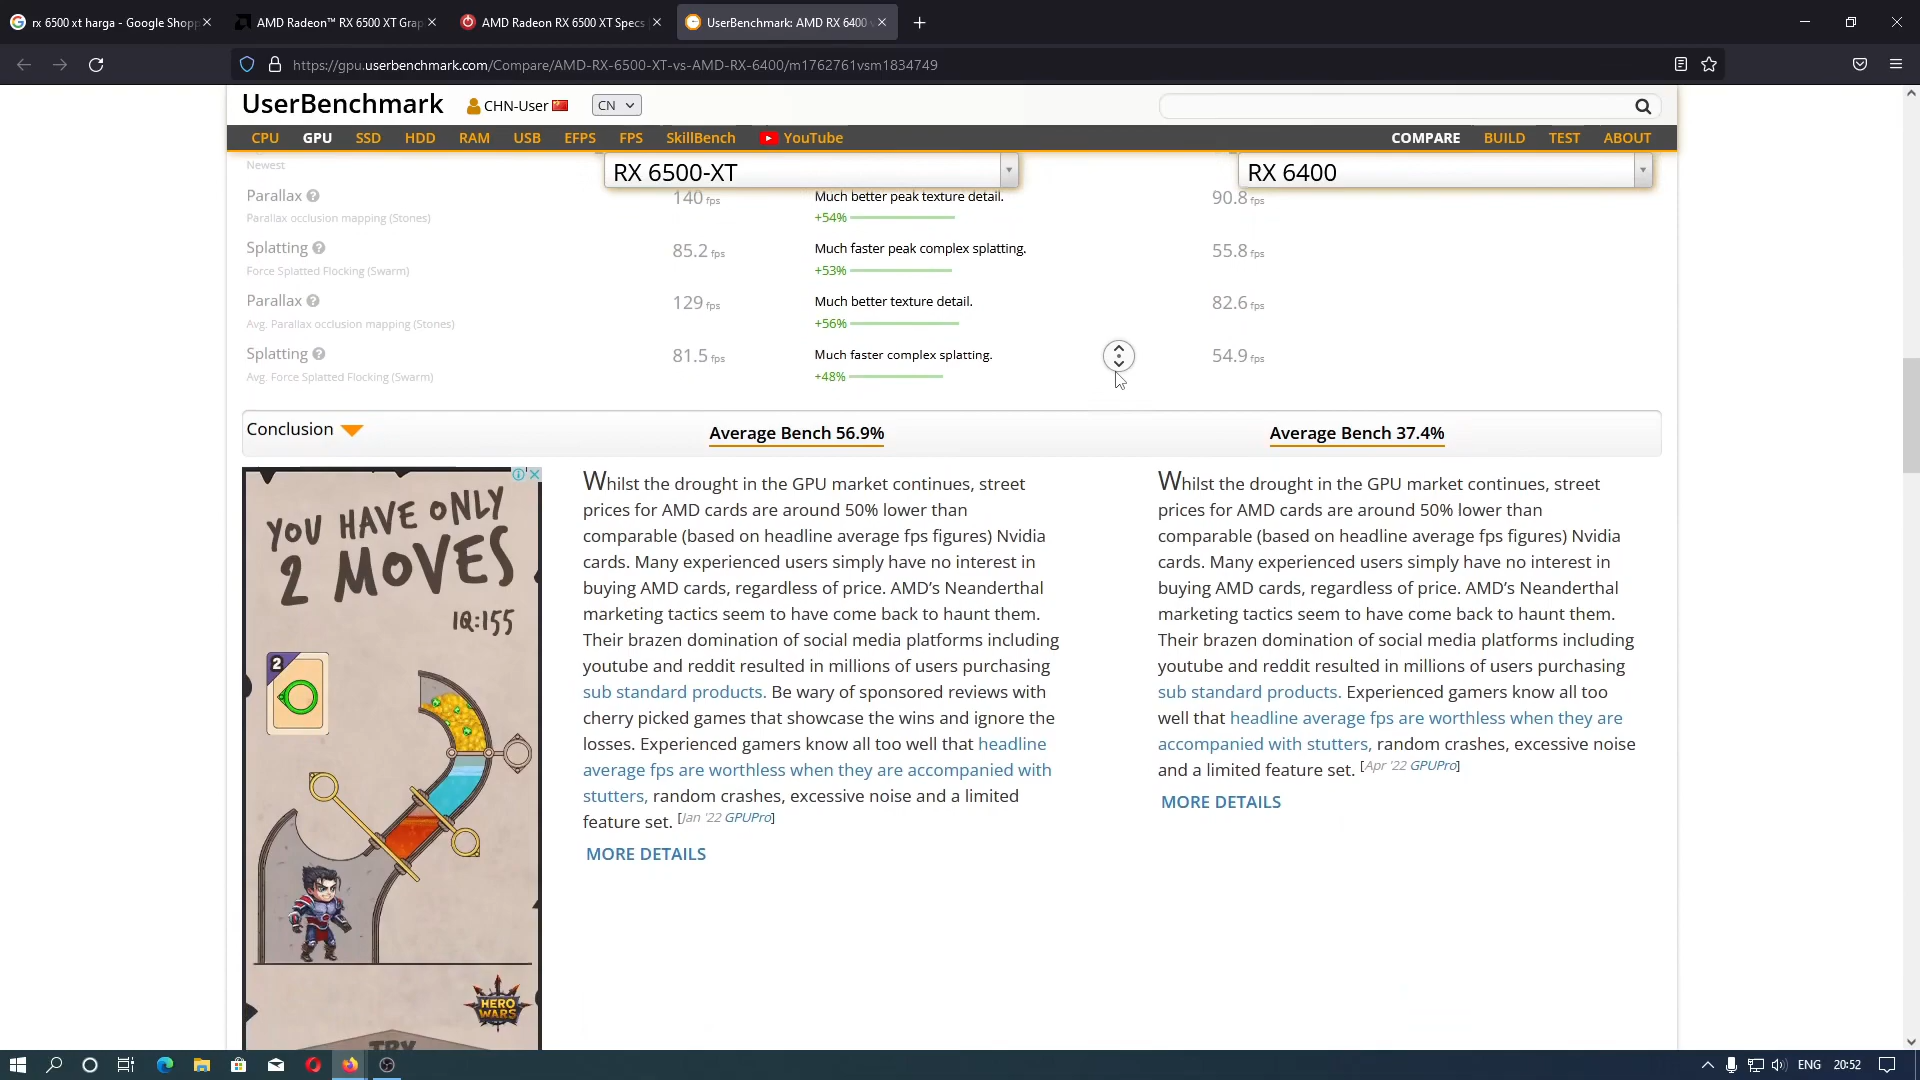 rx 6500 xt harga - Google Shopp
AMD Radeon™ RX 6500 XT Grap
AMD Radeon RX 6500 XT Specs
UserBenchmark: AMD RX 6400 v
https://gpu.userbenchmark.com/Compare/AMD-RX-6500-XT-vs-AMD-RX-6400/m1762761vsm1834749
UserBenchmark
CHN-User
CN
CPU GPU SSD HDD RAM USB EFPS FPS SkillBench YouTube COMPARE BUILD TEST ABOUT
RX 6500-XT RX 6400
Newest
Parallax 140 fps Much better peak texture detail. 90.8 fps
Parallax occlusion mapping (Stones) +54%
Splatting 85.2 fps Much faster peak complex splatting. 55.8 fps
Force Splatted Flocking (Swarm) +53%
Parallax 129 fps Much better texture detail. 82.6 fps
Avg. Parallax occlusion mapping (Stones) +56%
Splatting 81.5 fps Much faster complex splatting. 54.9 fps
Avg. Force Splatted Flocking (Swarm) +48%
Conclusion Average Bench 56.9% Average Bench 37.4%
YOU HAVE ONLY
2 MOVES
IQ:155
2
HERO
WARS
TRY
Whilst the drought in the GPU market continues, street
prices for AMD cards are around 50% lower than
comparable (based on headline average fps figures) Nvidia
cards. Many experienced users simply have no interest in
buying AMD cards, regardless of price. AMD’s Neanderthal
marketing tactics seem to have come back to haunt them.
Their brazen domination of social media platforms including
youtube and reddit resulted in millions of users purchasing
sub standard products. Be wary of sponsored reviews with
cherry picked games that showcase the wins and ignore the
losses. Experienced gamers know all too well that headline
average fps are worthless when they are accompanied with
stutters, random crashes, excessive noise and a limited
feature set. [Jan '22 GPUPro]
MORE DETAILS
Whilst the drought in the GPU market continues, street
prices for AMD cards are around 50% lower than
comparable (based on headline average fps figures) Nvidia
cards. Many experienced users simply have no interest in
buying AMD cards, regardless of price. AMD’s Neanderthal
marketing tactics seem to have come back to haunt them.
Their brazen domination of social media platforms including
youtube and reddit resulted in millions of users purchasing
sub standard products. Experienced gamers know all too
well that headline average fps are worthless when they are
accompanied with stutters, random crashes, excessive noise
and a limited feature set. [Apr '22 GPUPro]
MORE DETAILS
ENG 20:52